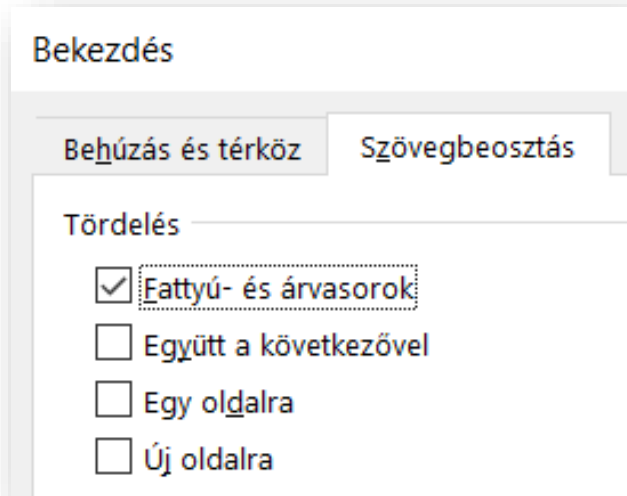 Bekezdés
Behúzás és térköz Szövegbeosztás
Tördelés
Fattyú- és árvasorok
Együtt a következővel
Egy oldalra
Új oldalra